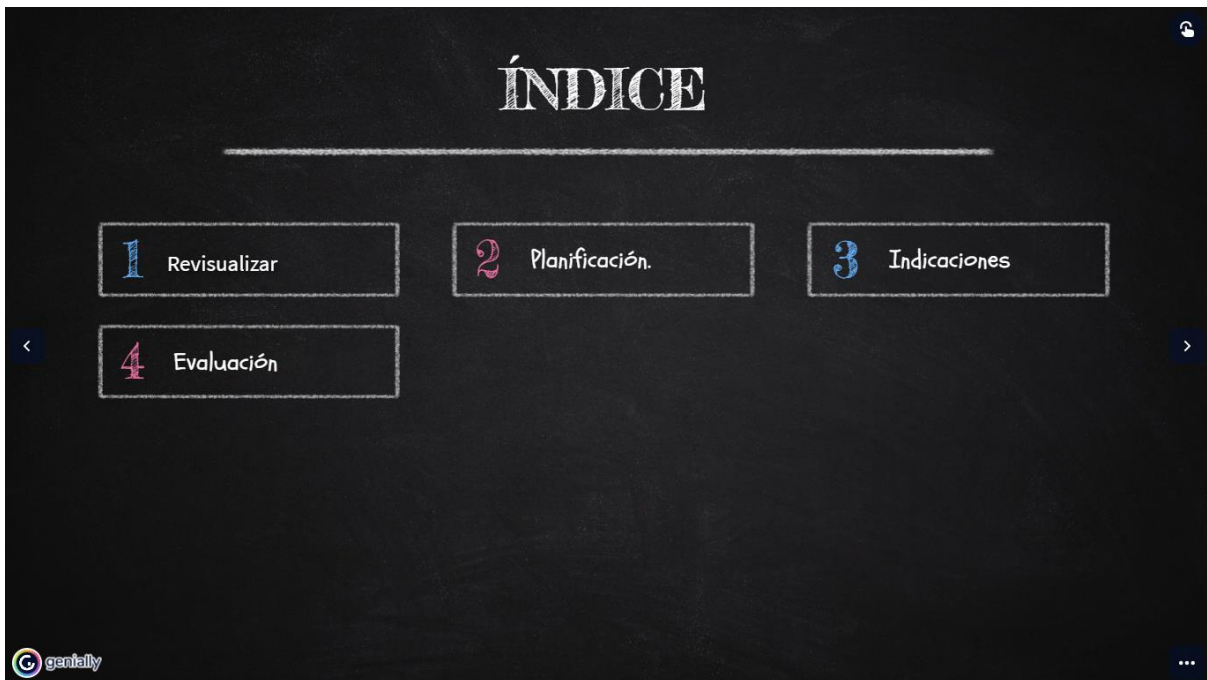 ÍNDICE
1 Revisualizar
2 Planificación.
3 Indicaciones
4 Evaluación
genially